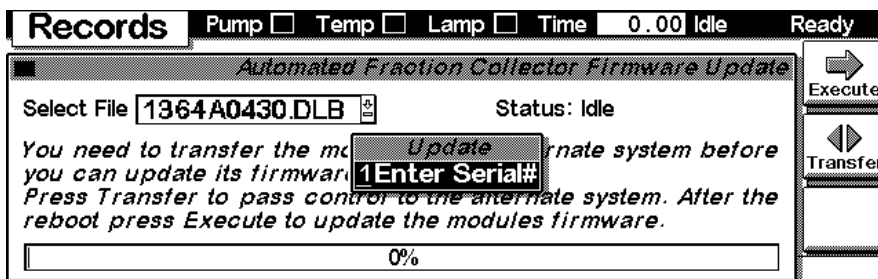 Records Pump Temp Lamp Time 0.00 Idle Ready
Automated Fraction Collector Firmware Update
Execute
Select File 1364A0430.DLB Status: Idle
You need to transfer the rnate system before
Update
you can update its firmwar
1Enter Serial#
Transfer
Press Transfer to pass control to the alternate system. After the
reboot press Execute to update the modules firmware.
0%